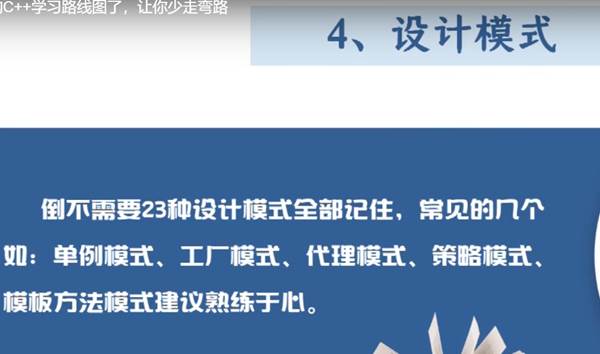 C++学习路线图了，让你少走弯路
4、设计模式
倒不需要23种设计模式全部记住，常见的几个
如：单例模式、工厂模式、代理模式、策略模式、
模板方法模式建议熟练于心。